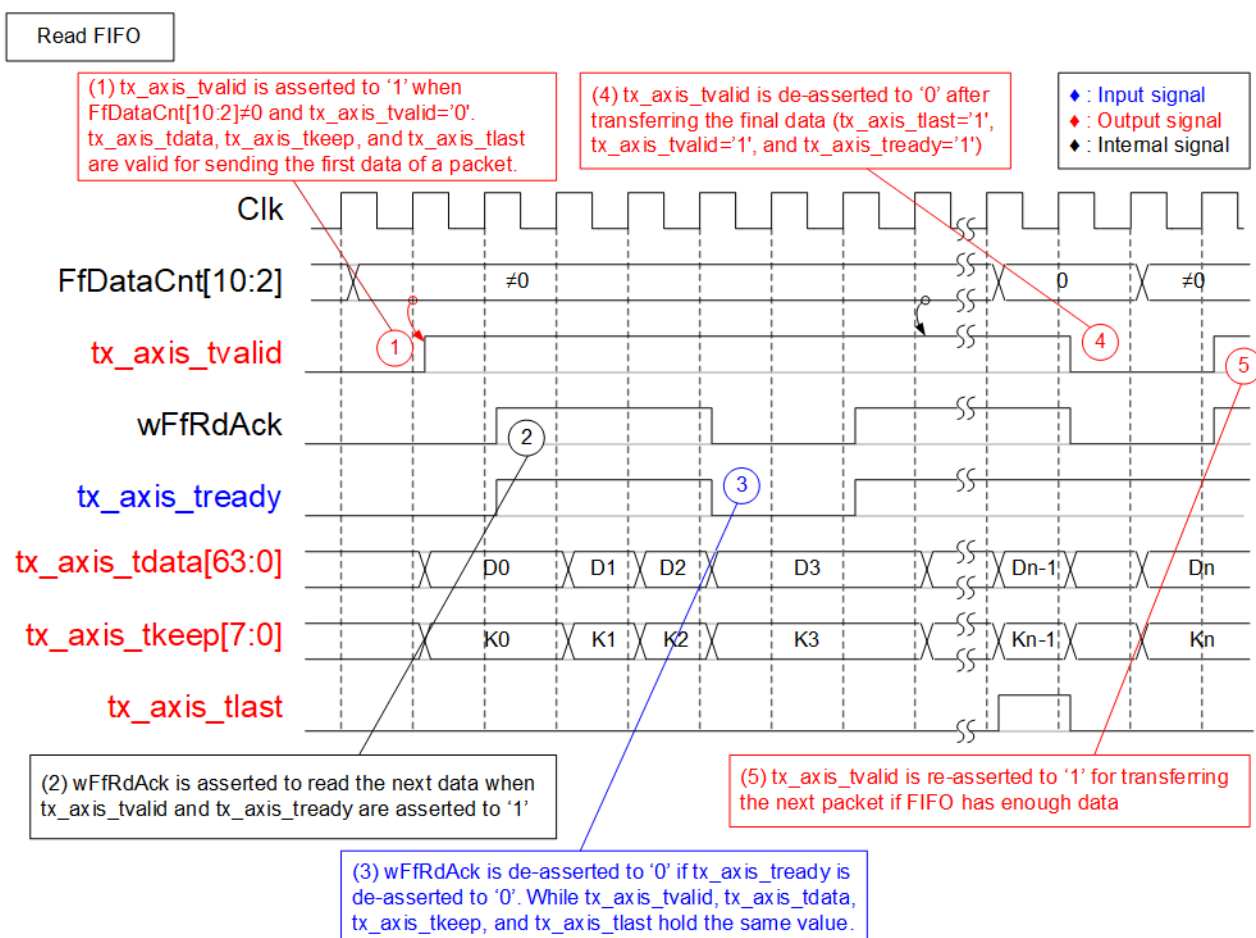 Read FIFO
(1) tx_axis_tvalid is asserted to ‘1’ when
FfDataCnt[10:2]≠0 and tx_axis_tvalid=’0'.
tx_axis_tdata, tx_axis_tkeep, and tx_axis_tlast
are valid for sending the first data of a packet.
(4) tx_axis_tvalid is de-asserted to ‘0’ after
transferring the final data (tx_axis_tlast=’1',
tx_axis_tvalid=’1', and tx_axis_tready=’1')
♦ : Input signal
♦ : Output signal
♦ : Internal signal
Clk
FfDataCnt[10:2]
≠0
0
≠0
tx_axis_tvalid
1
4
5
wFfRdAck
2
tx_axis_tready
3
tx_axis_tdata[63:0]
D0
D1
D2
D3
Dn-1
Dn
tx_axis_tkeep[7:0]
K0
K1
K2
K3
Kn-1
Kn
tx_axis_tlast
(2) wFfRdAck is asserted to read the next data when
tx_axis_tvalid and tx_axis_tready are asserted to ‘1’
(5) tx_axis_tvalid is re-asserted to ‘1’ for transferring
the next packet if FIFO has enough data
(3) wFfRdAck is de-asserted to ‘0’ if tx_axis_tready is
de-asserted to ‘0’. While tx_axis_tvalid, tx_axis_tdata,
tx_axis_tkeep, and tx_axis_tlast hold the same value.